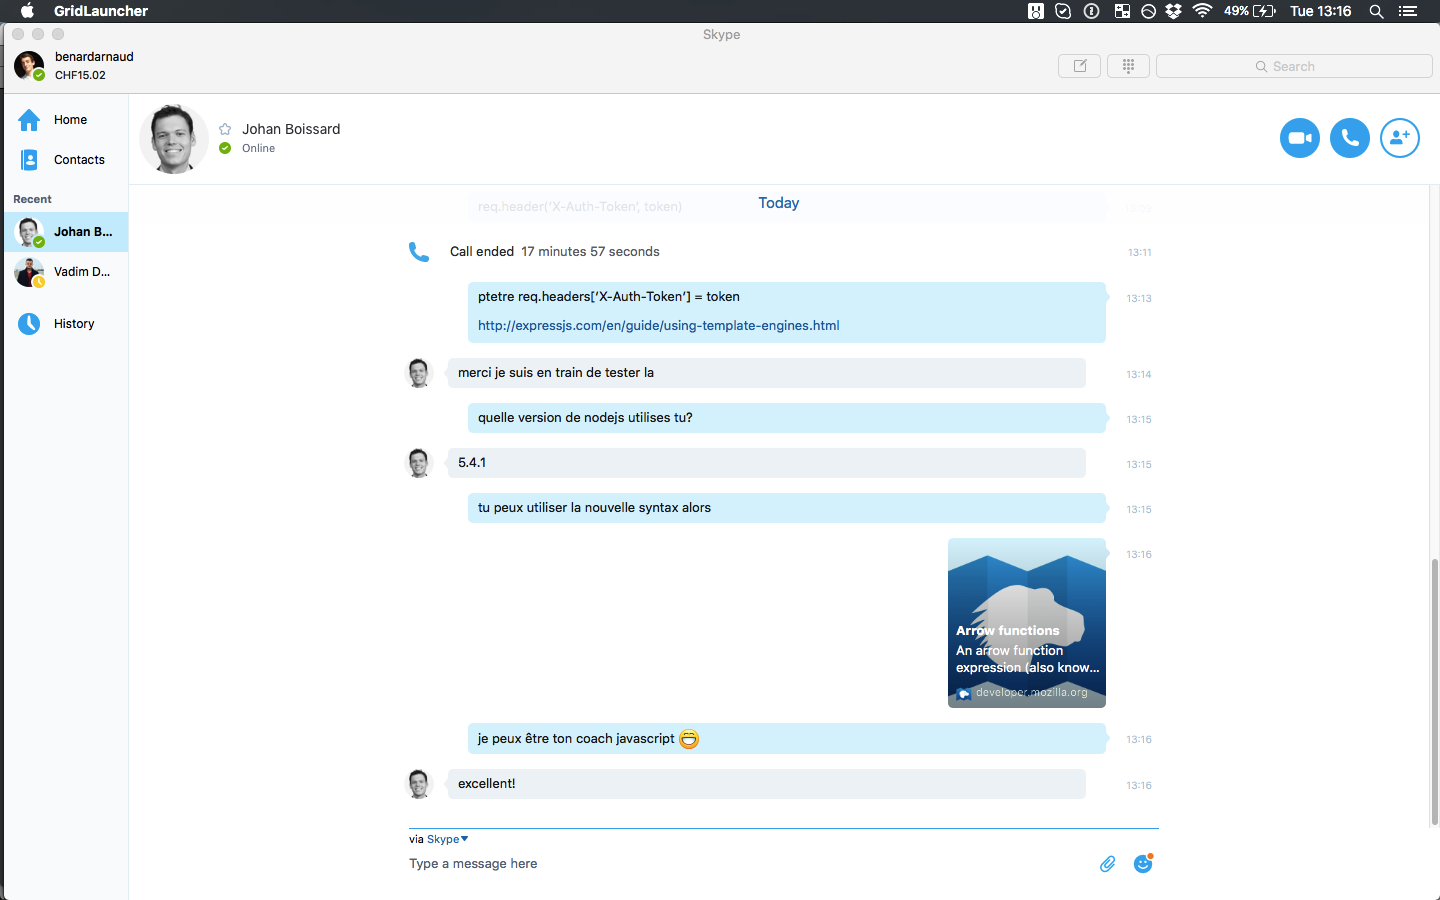 GridLauncher
49%
Tue 13:16
Skype
benardarnaud
CHF15.02
Search
Home
Contacts
Recent
Johan B...
Vadim D...
History
Johan Boissard
Online
req.header('X-Auth-Token', token)
Today
Call ended 17 minutes 57 seconds
13:11
ptetre req.headers['X-Auth-Token'] = token
13:13
http://expressjs.com/en/guide/using-template-engines.html
merci je suis en train de tester la
13:14
quelle version de nodejs utilises tu?
13:15
5.4.1
13:15
tu peux utiliser la nouvelle syntax alors
13:15
13:16
Arrow functions
An arrow function
expression (also know...
developer.mozilla.org
je peux être ton coach javascript
13:16
excellent!
13:16
via Skype
Type a message here